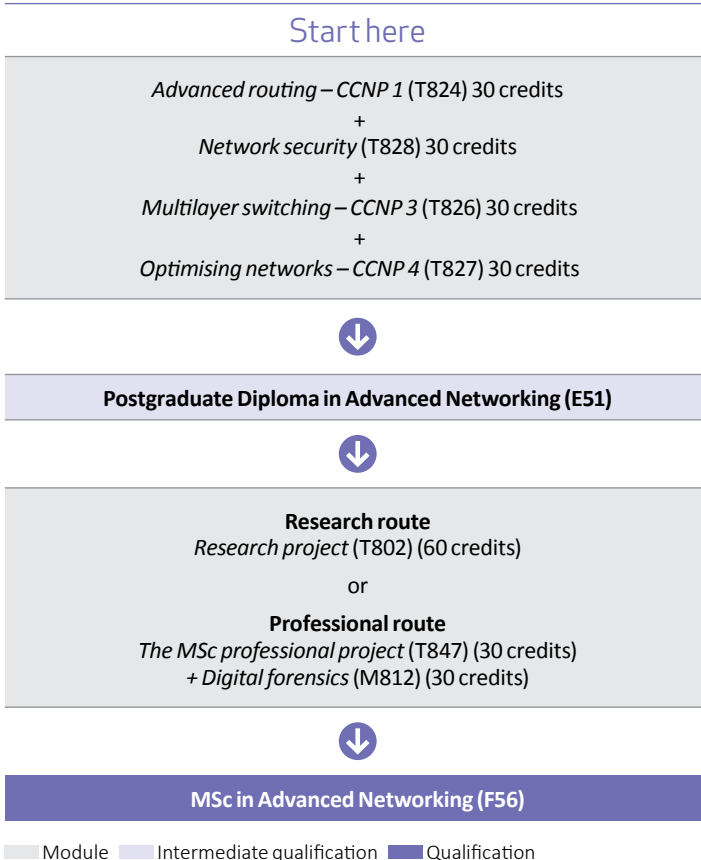 Start here
Advanced routing – CCNP 1 (T824) 30 credits
+
Network security (T828) 30 credits
+
Multilayer switching – CCNP 3 (T826) 30 credits
+
Optimising networks – CCNP 4 (T827) 30 credits
Postgraduate Diploma in Advanced Networking (E51)
Research route
Research project (T802) (60 credits)
or
Professional route
The MSc professional project (T847) (30 credits)
+ Digital forensics (M812) (30 credits)
MSc in Advanced Networking (F56)
Module Intermediate qualification Qualification